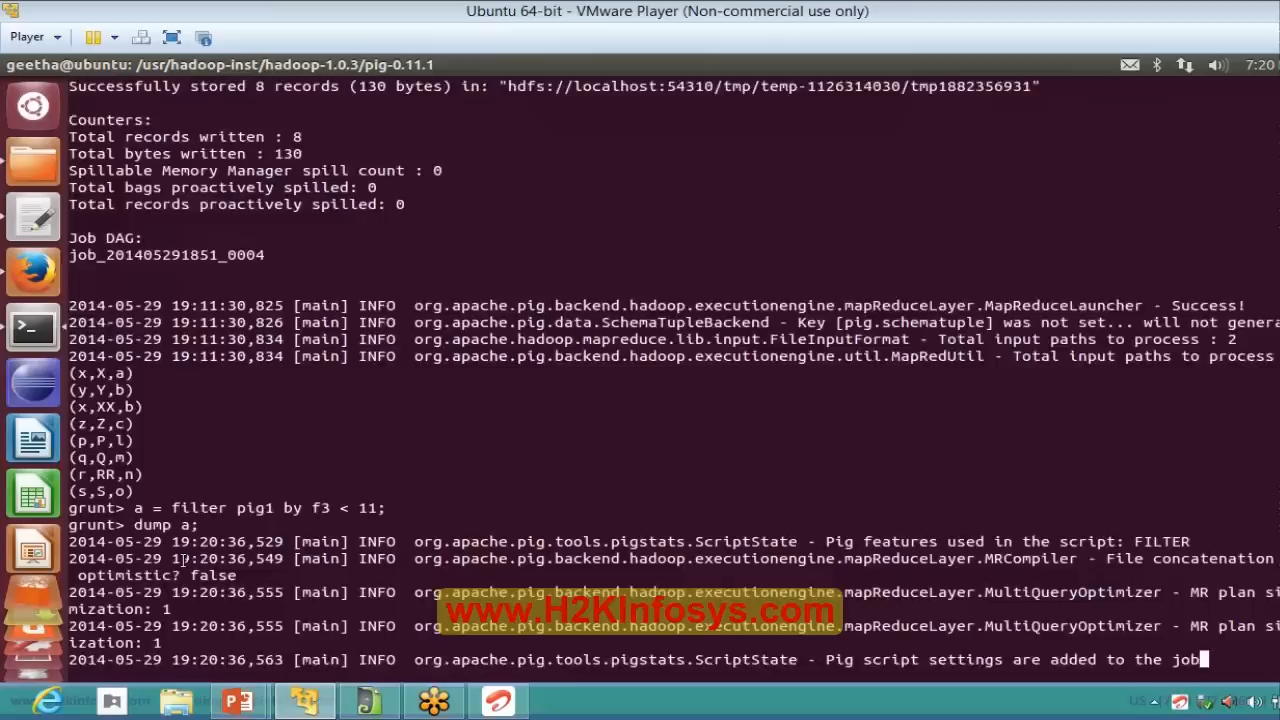 Ubuntu 64-bit - VMware Player (Non-commercial use only)
Player
geetha@ubuntu: /usr/hadoop-inst/hadoop-1.0.3/pig-0.11.1
7:20
Successfully stored 8 records (130 bytes) in: "hdfs://localhost:54310/tmp/temp-1126314030/tmp1882356931"
Counters:
Total records written : 8
Total bytes written : 130
Spillable Memory Manager spill count : 0
Total bags proactively spilled: 0
Total records proactively spilled: 0
Job DAG:
job_201405291851_0004
2014-05-29 19:11:30,825 [main] INFO  org.apache.pig.backend.hadoop.executionengine.mapReduceLayer.MapReduceLauncher - Success!
2014-05-29 19:11:30,826 [main] INFO  org.apache.pig.data.SchemaTupleBackend - Key [pig.schematuple] was not set... will not genera
2014-05-29 19:11:30,834 [main] INFO  org.apache.hadoop.mapreduce.lib.input.FileInputFormat - Total input paths to process : 2
2014-05-29 19:11:30,834 [main] INFO  org.apache.pig.backend.hadoop.executionengine.util.MapRedUtil - Total input paths to process
(x,X,a)
(y,Y,b)
(x,XX,b)
(z,Z,c)
(p,P,l)
(q,Q,m)
(r,RR,n)
(s,S,o)
grunt> a = filter pig1 by f3 < 11;
grunt> dump a;
2014-05-29 19:20:36,529 [main] INFO  org.apache.pig.tools.pigstats.ScriptState - Pig features used in the script: FILTER
2014-05-29 19:20:36,549 [main] INFO  org.apache.pig.backend.hadoop.executionengine.mapReduceLayer.MRCompiler - File concatenation
optimistic? false
2014-05-29 19:20:36,555 [main] INFO  org.apache.pig.backend.hadoop.executionengine.mapReduceLayer.MultiQueryOptimizer - MR plan si
mization: 1
www.H2KInfosys.com
2014-05-29 19:20:36,555 [main] INFO  org.apache.pig.backend.hadoop.executionengine.mapReduceLayer.MultiQueryOptimizer - MR plan si
ization: 1
2014-05-29 19:20:36,563 [main] INFO  org.apache.pig.tools.pigstats.ScriptState - Pig script settings are added to the job